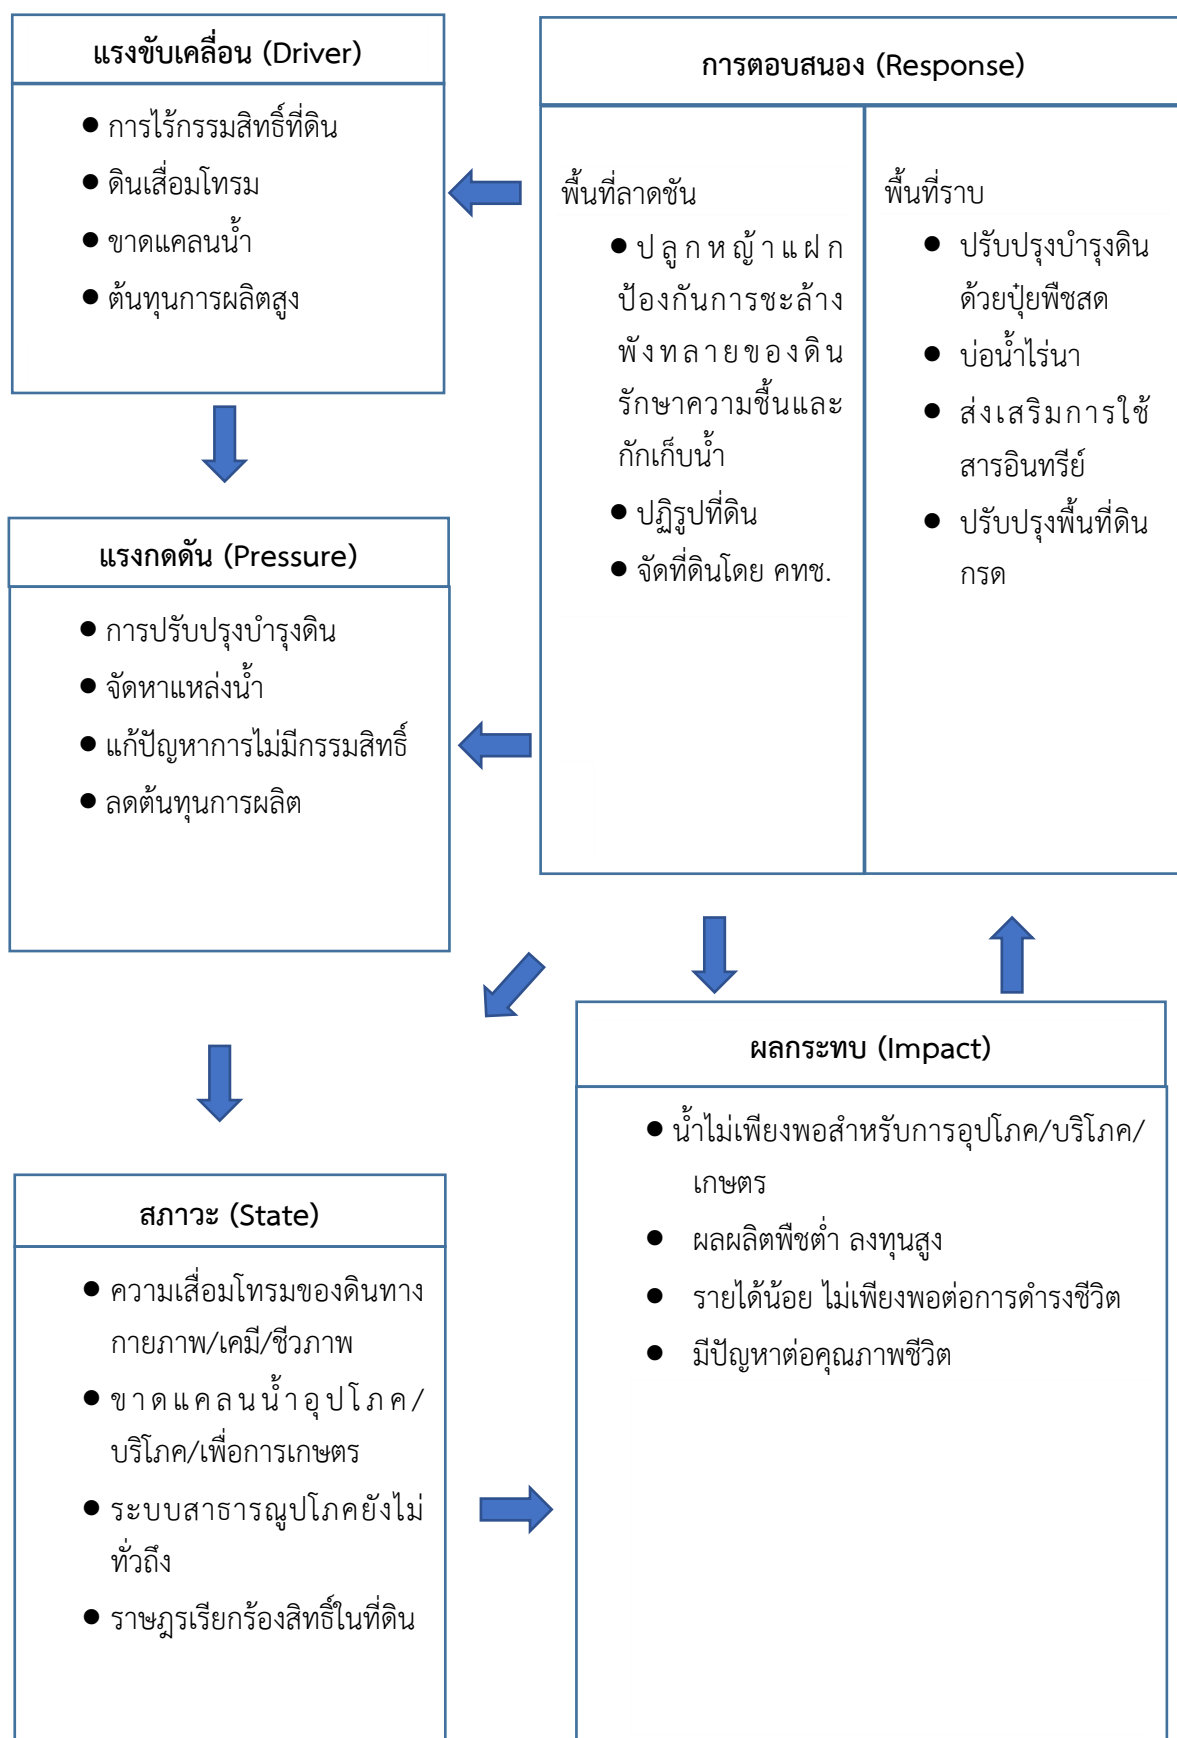 แรงขับเคลื่อน (Driver)
● การไร้กรรมสิทธิ์ที่ดิน
● ดินเสื่อมโทรม
● ขาดแคลนน้ำ
● ต้นทุนการผลิตสูง
การตอบสนอง (Response)
พื้นที่ลาดชัน
● ปลูกหญ้าแฝก
ป้องกันการชะล้าง
พังทลายของดิน
รักษาความชื้นและ
กักเก็บน้ำ
● ปฏิรูปที่ดิน
● จัดที่ดินโดย คทช.
พื้นที่ราบ
● ปรับปรุงบำรุงดิน
ด้วยปุ๋ยพืชสด
● บ่อน้ำไร่นา
● ส่งเสริมการใช้
สารอินทรีย์
● ปรับปรุงพื้นที่ดิน
กรด
แรงกดดัน (Pressure)
● การปรับปรุงบำรุงดิน
● จัดหาแหล่งน้ำ
● แก้ปัญหาการไม่มีกรรมสิทธิ์
● ลดต้นทุนการผลิต
สภาวะ (State)
● ความเสื่อมโทรมของดินทาง
กายภาพ/เคมี/ชีวภาพ
● ขาดแคลนน้ำอุปโภค/
บริโภค/เพื่อการเกษตร
● ระบบสาธารณูปโภคยังไม่
ทั่วถึง
● ราษฎรเรียกร้องสิทธิ์ในที่ดิน
ผลกระทบ (Impact)
● น้ำไม่เพียงพอสำหรับการอุปโภค/บริโภค/
เกษตร
● ผลผลิตพืชต่ำ ลงทุนสูง
● รายได้น้อย ไม่เพียงพอต่อการดำรงชีวิต
● มีปัญหาต่อคุณภาพชีวิต